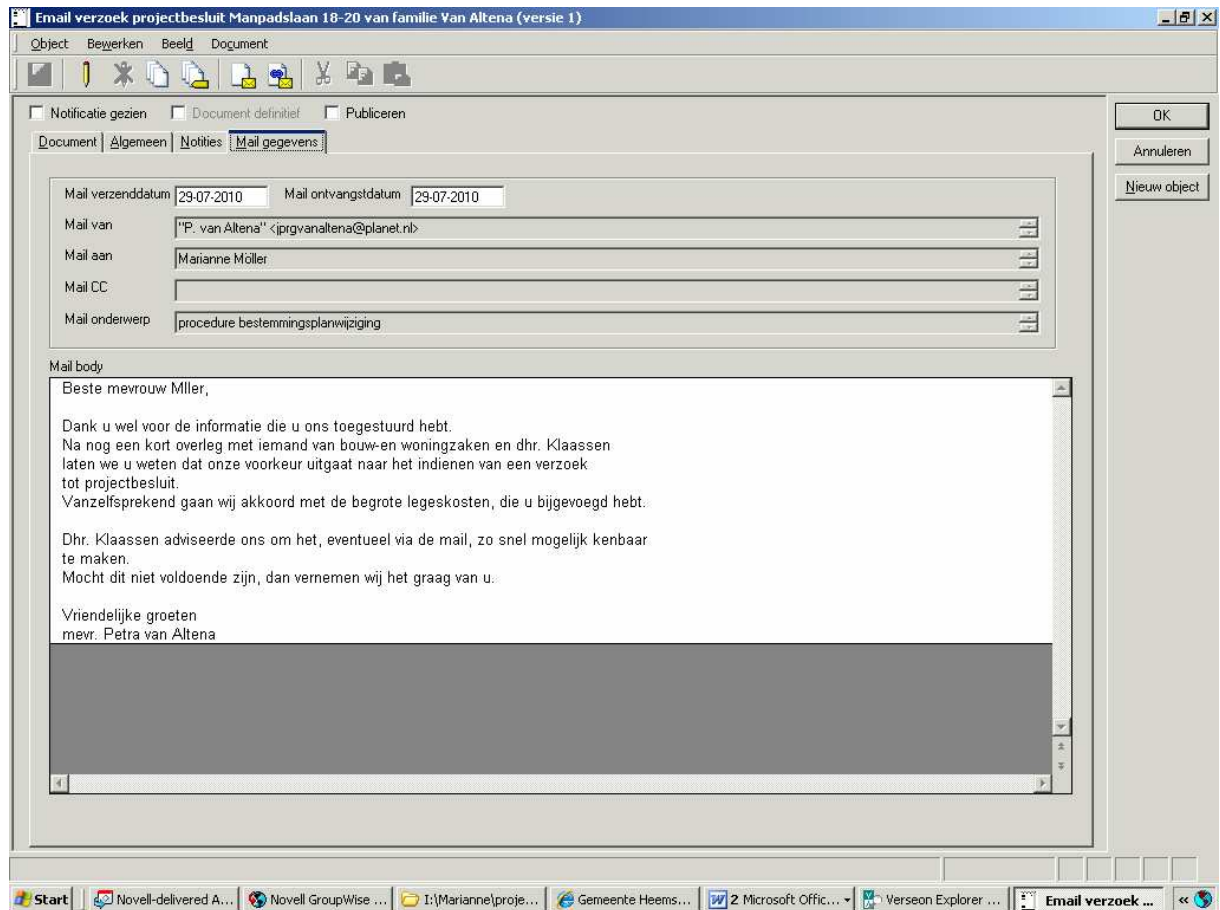 Email verzoek projectbesluit Manpadslaan 18-20 van familie Van Altena (versie 1)
Object Bewerken Beeld Document
Notificatie gezien Document definitief Publiceren
OK
Document Algemeen Notities Mail gegevens
Annuleren
Nieuw object
Mail verzenddatum 29-07-2010 Mail ontvangstdatum 29-07-2010
Mail van "P. van Altena" <jprgvanaltena@planet.nl>
Mail aan Marianne Möller
Mail CC
Mail onderwerp procedure bestemmingsplanwijziging
Mail body
Beste mevrouw Mller,
Dank u wel voor de informatie die u ons toegestuurd hebt.
Na nog een kort overleg met iemand van bouw-en woningzaken en dhr. Klaassen
laten we u weten dat onze voorkeur uitgaat naar het indienen van een verzoek
tot projectbesluit.
Vanzelfsprekend gaan wij akkoord met de begrote legeskosten, die u bijgevoegd hebt.
Dhr. Klaassen adviseerde ons om het, eventueel via de mail, zo snel mogelijk kenbaar
te maken.
Mocht dit niet voldoende zijn, dan vernemen wij het graag van u.
Vriendelijke groeten
mevr. Petra van Altena
Start Novell-delivered A... Novell GroupWise ... I:\Marianne\proje... Gemeente Heems... 2 Microsoft Offic... Verseon Explorer ... Email verzoek ... «